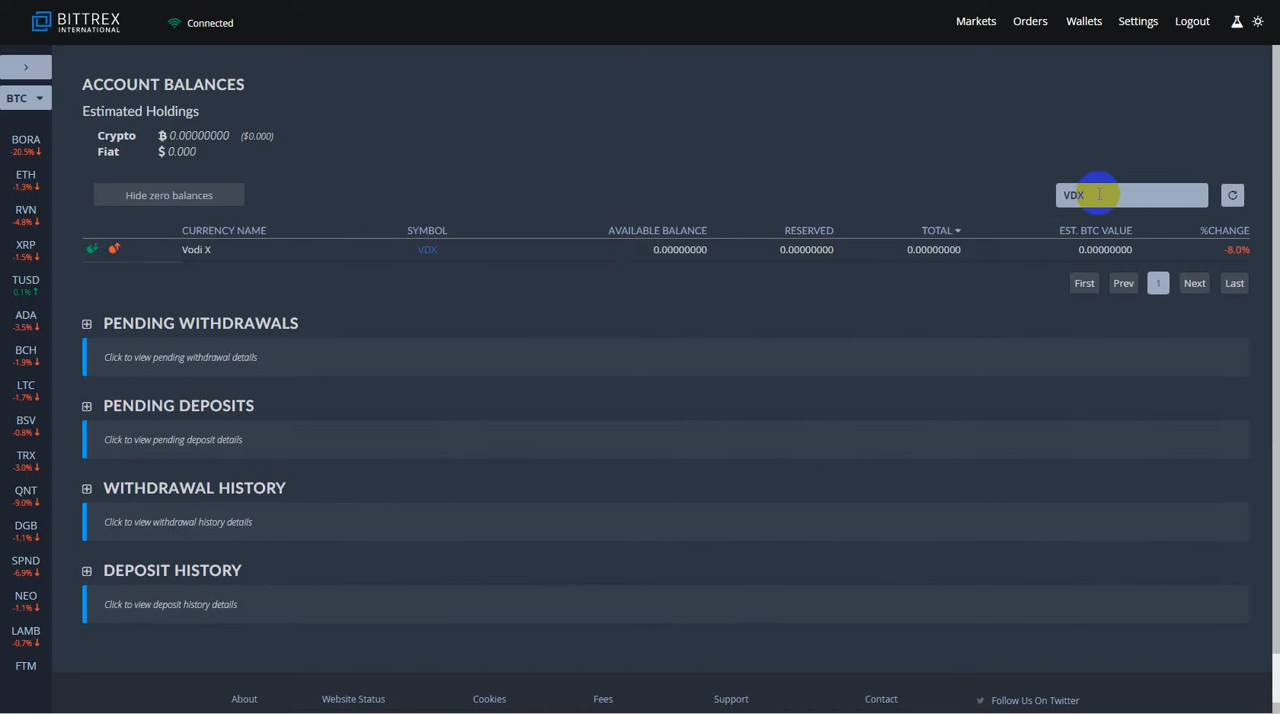 BITTREX
INTERNATIONAL
Connected
Markets
Orders
Wallets
Settings
Logout
BTC
BORA
-20.5%↓
ETH
-1.3%↓
RVN
-4.8%↓
XRP
-1.5%↓
TUSD
0.1%↑
ADA
-3.5%↓
BCH
-1.9%↓
LTC
-1.7%↓
BSV
-0.8%↓
TRX
-3.0%↓
QNT
-9.0%↓
DGB
-1.1%↓
SPND
-6.9%↓
NEO
-1.1%↓
LAMB
-0.7%↓
FTM
ACCOUNT BALANCES
Estimated Holdings
Crypto ₿ 0.00000000 ($0.000)
Fiat $ 0.000
Hide zero balances
VDX
CURRENCY NAME SYMBOL AVAILABLE BALANCE RESERVED TOTAL EST. BTC VALUE %CHANGE
Vodi X VDX 0.00000000 0.00000000 0.00000000 0.00000000 -8.0%
First Prev 1 Next Last
PENDING WITHDRAWALS
Click to view pending withdrawal details
PENDING DEPOSITS
Click to view pending deposit details
WITHDRAWAL HISTORY
Click to view withdrawal history details
DEPOSIT HISTORY
Click to view deposit history details
About Website Status Cookies Fees Support Contact Follow Us On Twitter